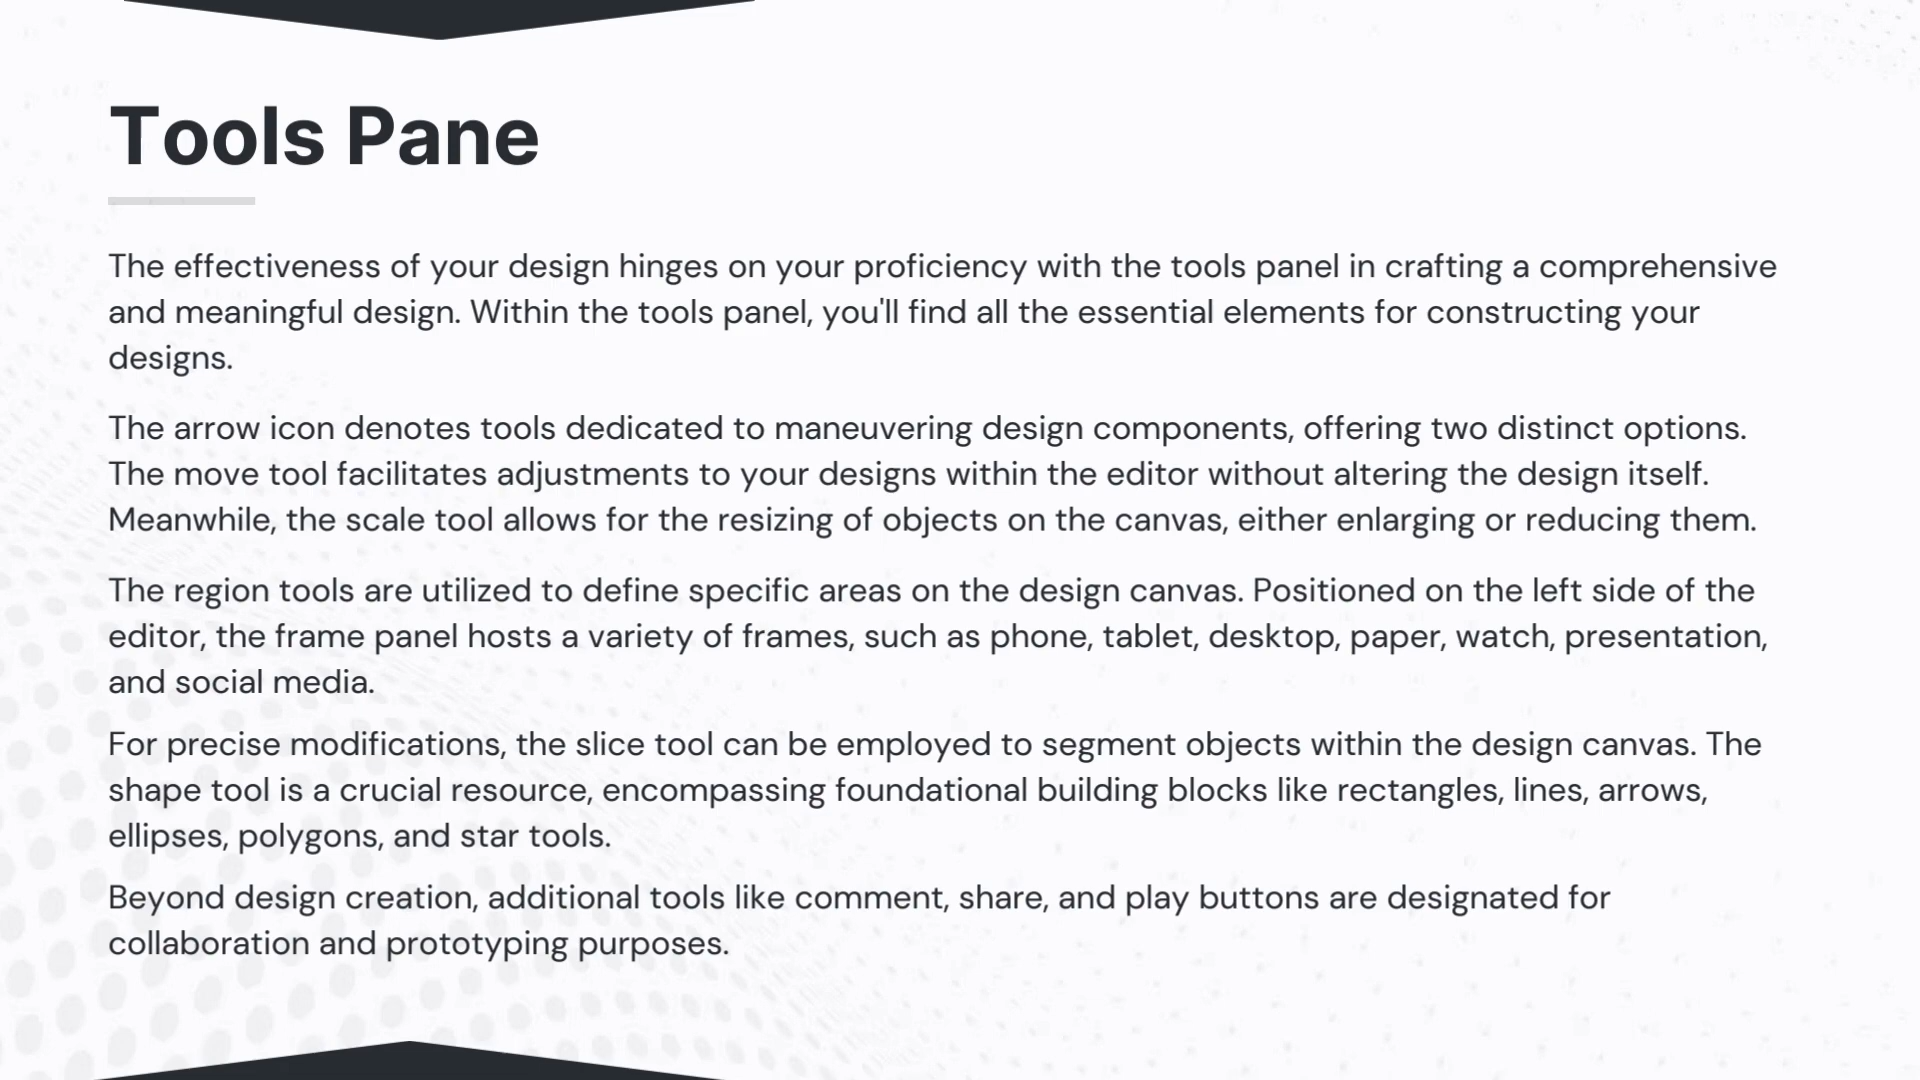 Tools Pane
The effectiveness of your design hinges on your proficiency with the tools panel in crafting a comprehensive
and meaningful design. Within the tools panel, you'll find all the essential elements for constructing your
designs.
The arrow icon denotes tools dedicated to maneuvering design components, offering two distinct options.
The move tool facilitates adjustments to your designs within the editor without altering the design itself.
Meanwhile, the scale tool allows for the resizing of objects on the canvas, either enlarging or reducing them.
The region tools are utilized to define specific areas on the design canvas. Positioned on the left side of the
editor, the frame panel hosts a variety of frames, such as phone, tablet, desktop, paper, watch, presentation,
and social media.
For precise modifications, the slice tool can be employed to segment objects within the design canvas. The
shape tool is a crucial resource, encompassing foundational building blocks like rectangles, lines, arrows,
ellipses, polygons, and star tools.
Beyond design creation, additional tools like comment, share, and play buttons are designated for
collaboration and prototyping purposes.